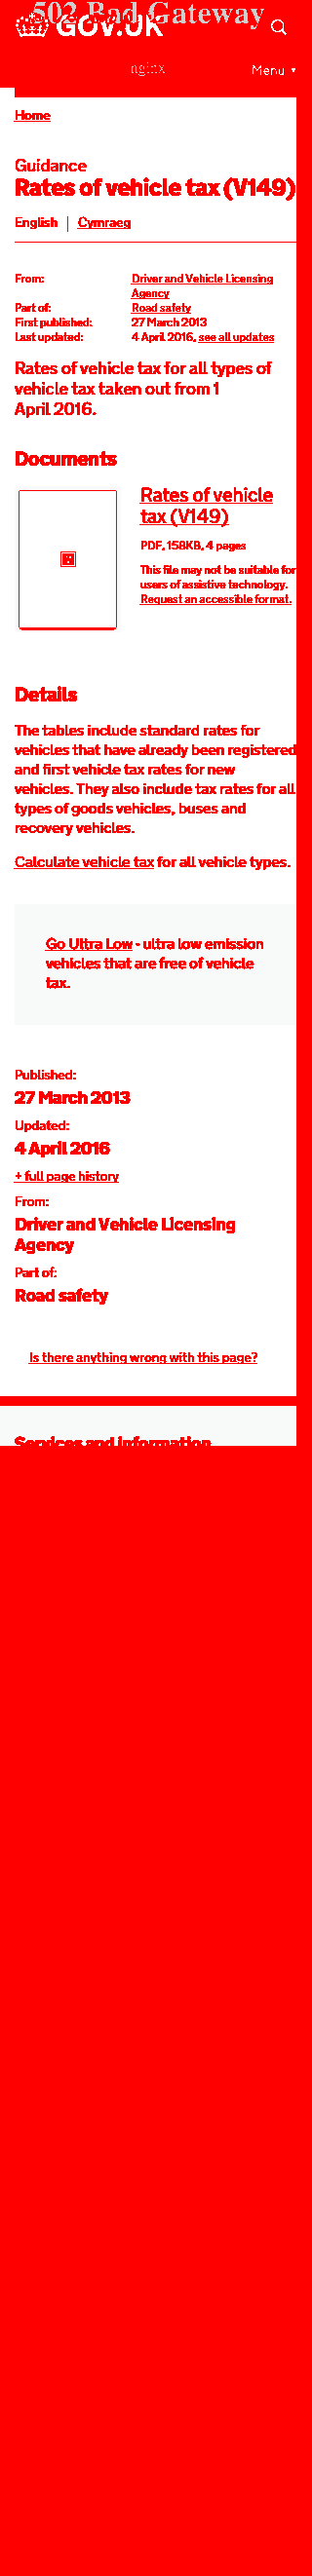 502 Bad Gateway
GOV.UK
nginx
Menu
Home
Guidance
Rates of vehicle tax (V149)
English | Cymraeg
From: Driver and Vehicle Licensing
Agency
Part of: Road safety
First published: 27 March 2013
Last updated: 4 April 2016, see all updates
Rates of vehicle tax for all types of
vehicle tax taken out from 1
April 2016.
Documents
Rates of vehicle
tax (V149)
PDF, 158KB, 4 pages
This file may not be suitable for
users of assistive technology.
Request an accessible format.
Details
The tables include standard rates for
vehicles that have already been registered
and first vehicle tax rates for new
vehicles. They also include tax rates for all
types of goods vehicles, buses and
recovery vehicles.
Calculate vehicle tax for all vehicle types.
Go Ultra Low - ultra low emission
vehicles that are free of vehicle
tax.
Published:
27 March 2013
Updated:
4 April 2016
+ full page history
From:
Driver and Vehicle Licensing
Agency
Part of:
Road safety
Is there anything wrong with this page?
Services and information